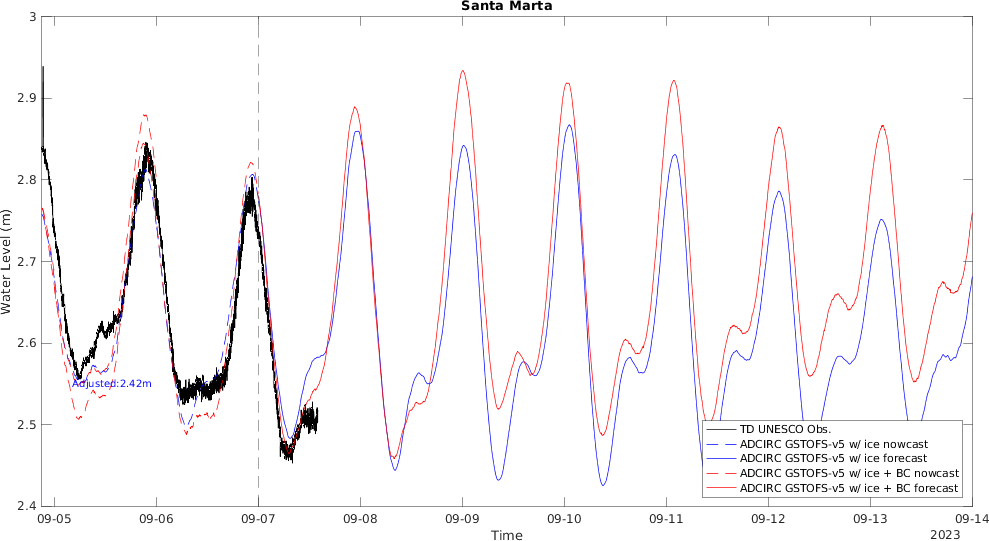 Santa Marta
3
2.9
2.8
2.7
2.6
2.5
2.4
Water Level (m)
Adjusted:2.42m
TD UNESCO Obs.
ADCIRC GSTOFS-v5 w/ ice nowcast
ADCIRC GSTOFS-v5 w/ ice forecast
ADCIRC GSTOFS-v5 w/ ice + BC nowcast
ADCIRC GSTOFS-v5 w/ ice + BC forecast
09-05 09-06 09-07 09-08 09-09 09-10 09-11 09-12 09-13 09-14
Time
2023